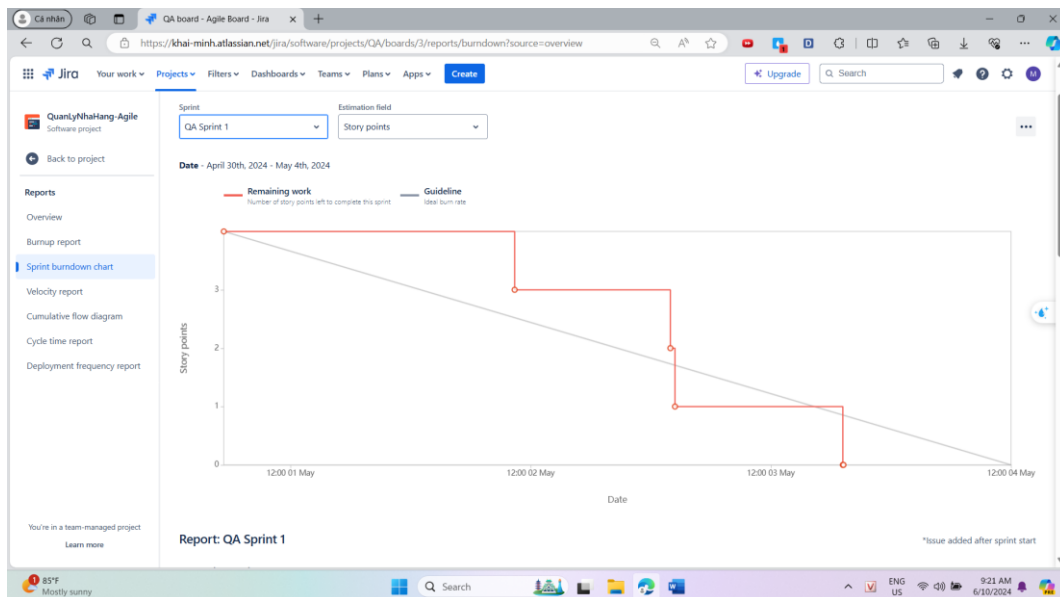 Cá nhân
QA board - Agile Board - Jira
https://khai-minh.atlassian.net/jira/software/projects/QA/boards/3/reports/burndown?source=overview
Jira Your work Projects Filters Dashboards Teams Plans Apps Create Upgrade Search M
QuanLyNhaHang-Agile
Software project
Back to project
Reports
Overview
Burnup report
Sprint burndown chart
Velocity report
Cumulative flow diagram
Cycle time report
Deployment frequency report
You're in a team-managed project
Learn more
Sprint Estimation field
QA Sprint 1 Story points
Date - April 30th, 2024 - May 4th, 2024
Remaining work Guideline
Number of story points left to complete this sprint Ideal burn rate
Story points
3
2
1
0
12:00 01 May 12:00 02 May 12:00 03 May 12:00 04 May
Date
Report: QA Sprint 1 *Issue added after sprint start
1 85°F
Mostly sunny
Search
ENG
US
9:21 AM
6/10/2024